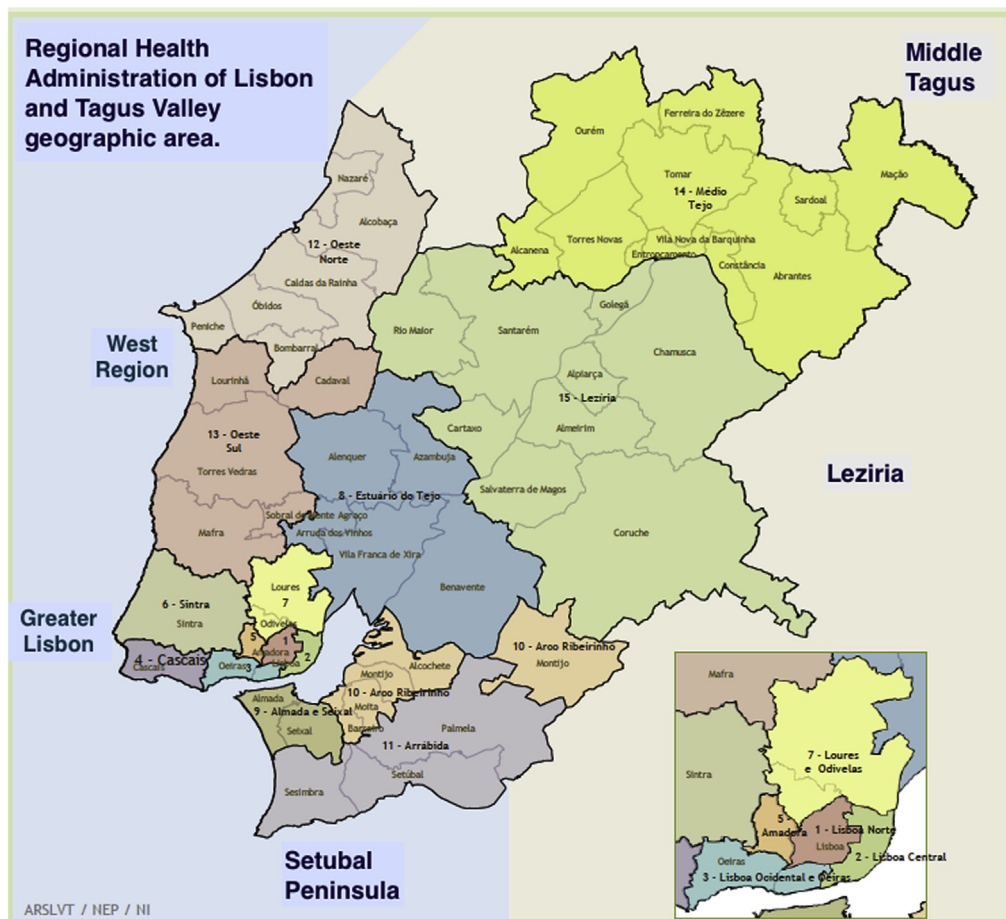 Regional Health
Administration of Lisbon
and Tagus Valley
geographic area.
Middle
Tagus
Ferreira do Zêzere
Ourém
Mação
Tomar
14 - Médio
Tejo
Sardoal
Nazaré
Alcobaça
12 - Oeste
Norte
Caldas da Rainha
Óbidos
Peniche
Bombarral
Alcanena
Torres Novas
Vila Nova da Barquinha
Entroncamento
Constância
Abrantes
Golegã
Rio Maior
Santarém
Chamusca
Alpiarça
15 - Lezíria
Cartaxo
Almeirim
Salvaterra de Magos
Coruche
West
Region
Leziria
Lourinhã
Cadaval
13 - Oeste
Sul
Torres Vedras
Sobral de Monte Agraço
Mafra
Alenquer
Azambuja
8 - Estuário do Tejo
Arruda dos Vinhos
Vila Franca de Xira
Benavente
Greater
Lisbon
6 - Sintra
Sintra
Loures
7
Odivelas
5
Amadora
1
Lisboa
2
4 - Cascais
Cascais
Oeiras
3
Alcochete
Montijo
10 - Aroo Ribeirinho
Montijo
10 - Aroo Ribeirinho
Moita
Barreiro
Almada
9 - Almada e Seixal
Seixal
Palmela
11 - Arrábida
Setúbal
Sesimbra
Setubal
Peninsula
Mafra
Sintra
7 - Loures
e Odivelas
5 -
Amadora
1 - Lisboa Norte
Lisboa
2 - Lisboa Central
Oeiras
3 - Lisboa Ocidental e Oeiras
ARSLVT / NEP / NI